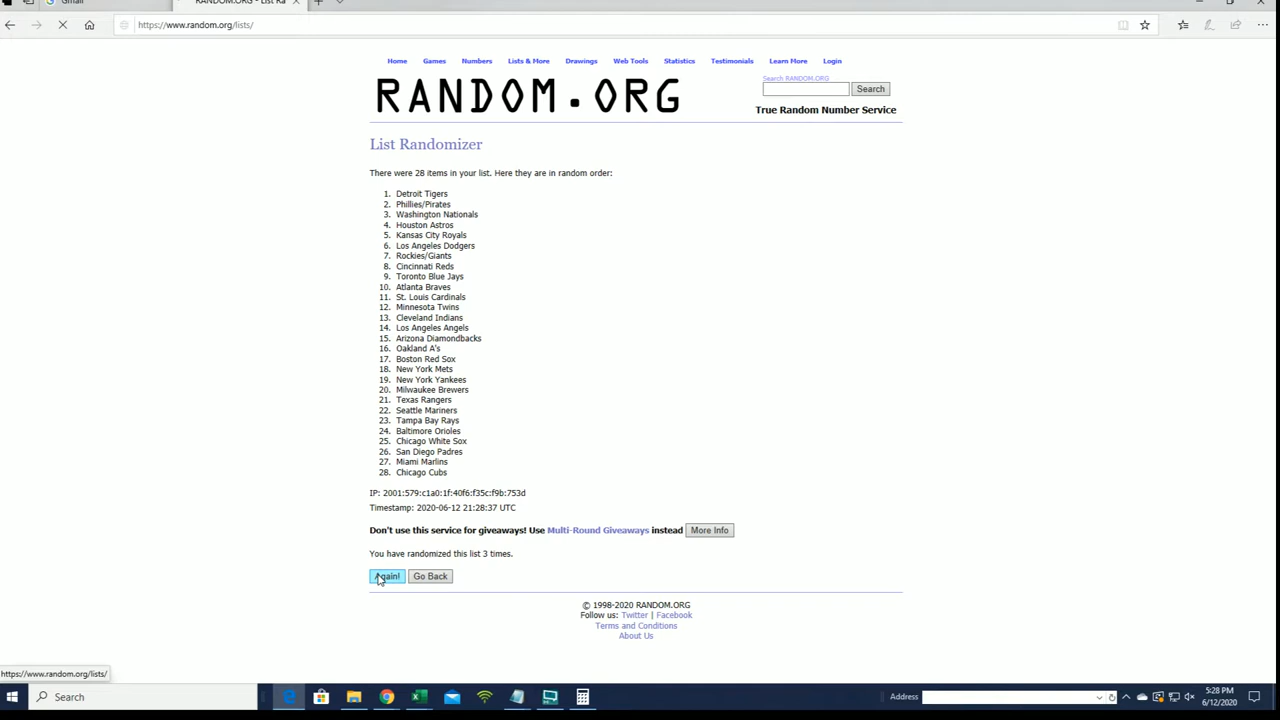 Gmail
RANDOM.ORG - List Ra
https://www.random.org/lists/
Home Games Numbers Lists & More Drawings Web Tools Statistics Testimonials Learn More Login
RANDOM.ORG
Search RANDOM.ORG
Search
True Random Number Service
List Randomizer
There were 28 items in your list. Here they are in random order:
1. Detroit Tigers
2. Phillies/Pirates
3. Washington Nationals
4. Houston Astros
5. Kansas City Royals
6. Los Angeles Dodgers
7. Rockies/Giants
8. Cincinnati Reds
9. Toronto Blue Jays
10. Atlanta Braves
11. St. Louis Cardinals
12. Minnesota Twins
13. Cleveland Indians
14. Los Angeles Angels
15. Arizona Diamondbacks
16. Oakland A's
17. Boston Red Sox
18. New York Mets
19. New York Yankees
20. Milwaukee Brewers
21. Texas Rangers
22. Seattle Mariners
23. Tampa Bay Rays
24. Baltimore Orioles
25. Chicago White Sox
26. San Diego Padres
27. Miami Marlins
28. Chicago Cubs
IP: 2001:579:c1a0:1f:40f6:f35c:f9b:753d
Timestamp: 2020-06-12 21:28:37 UTC
Don't use this service for giveaways! Use Multi-Round Giveaways instead More Info
You have randomized this list 3 times.
Again! Go Back
© 1998-2020 RANDOM.ORG
Follow us: Twitter | Facebook
Terms and Conditions
About Us
https://www.random.org/lists/
Search
Address
5:28 PM
6/12/2020